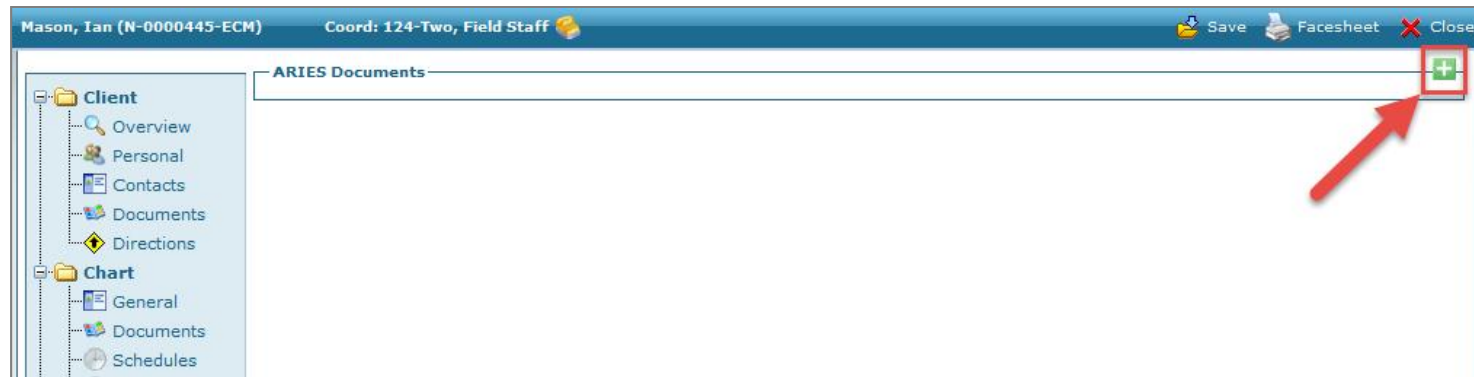 Mason, Ian (N-0000445-ECM) Coord: 124-Two, Field Staff Save Facesheet Close
ARIES Documents
Client
Overview
Personal
Contacts
Documents
Directions
Chart
General
Documents
Schedules